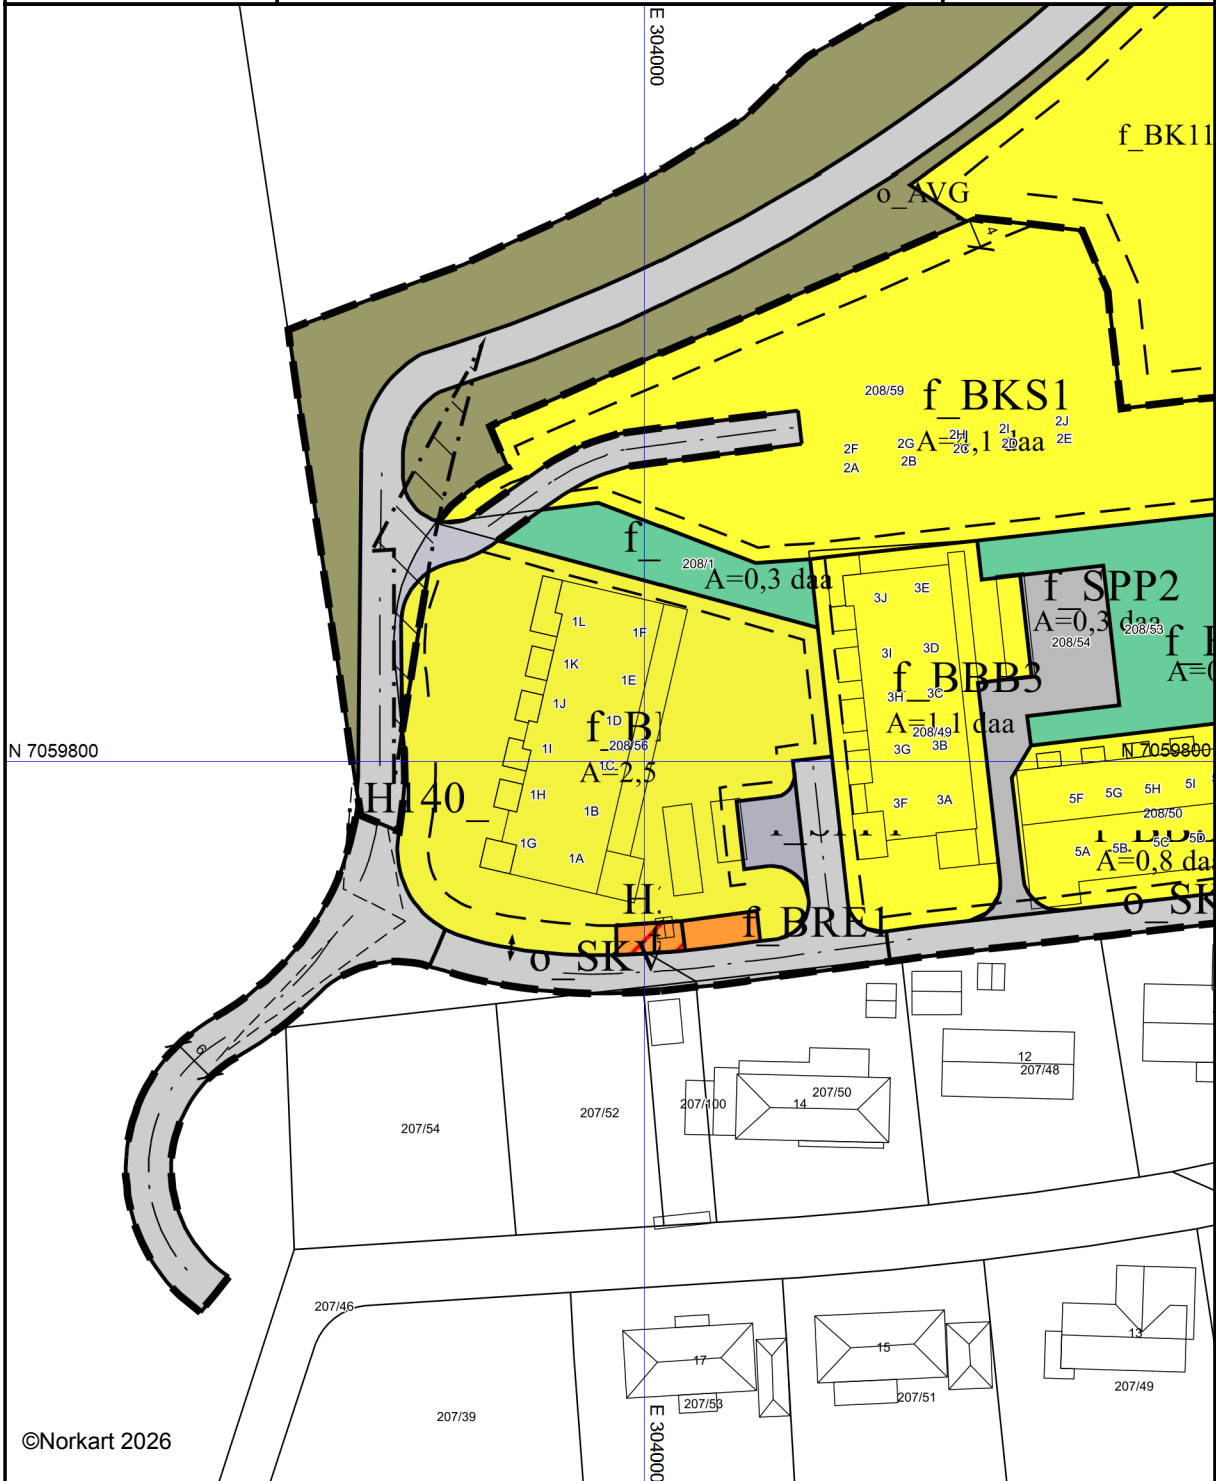 E 304000
f_BK11
o_AVG
4
208/59
f_BKS1
A=4,1 daa
2J
2I
2H
2G
2F
2E
2D
2C
2B
2A
f_
208/1
A=0,3 daa
3E
3J
f_SPP2
A=0,3 daa
208/53
208/54
1L
1F
3D
3I
1K
1E
f_BBB3
3C
3H
1J
1D
A=1,1 daa
208/49
208/56
1I
3B
3G
N 7059800
N 7059800
1C
A=2,5
H140_
1H
1B
3F
3A
5F
5G
5H
5I
208/50
1G
1A
5A
5B
5C
5D
A=0,8 daa
f_BRE1
o_SKV
o_SK
6
12
207/48
207/50
14
207/100
207/52
207/54
207/46
13
15
17
207/49
207/51
207/53
207/39
E 304000
©Norkart 2026